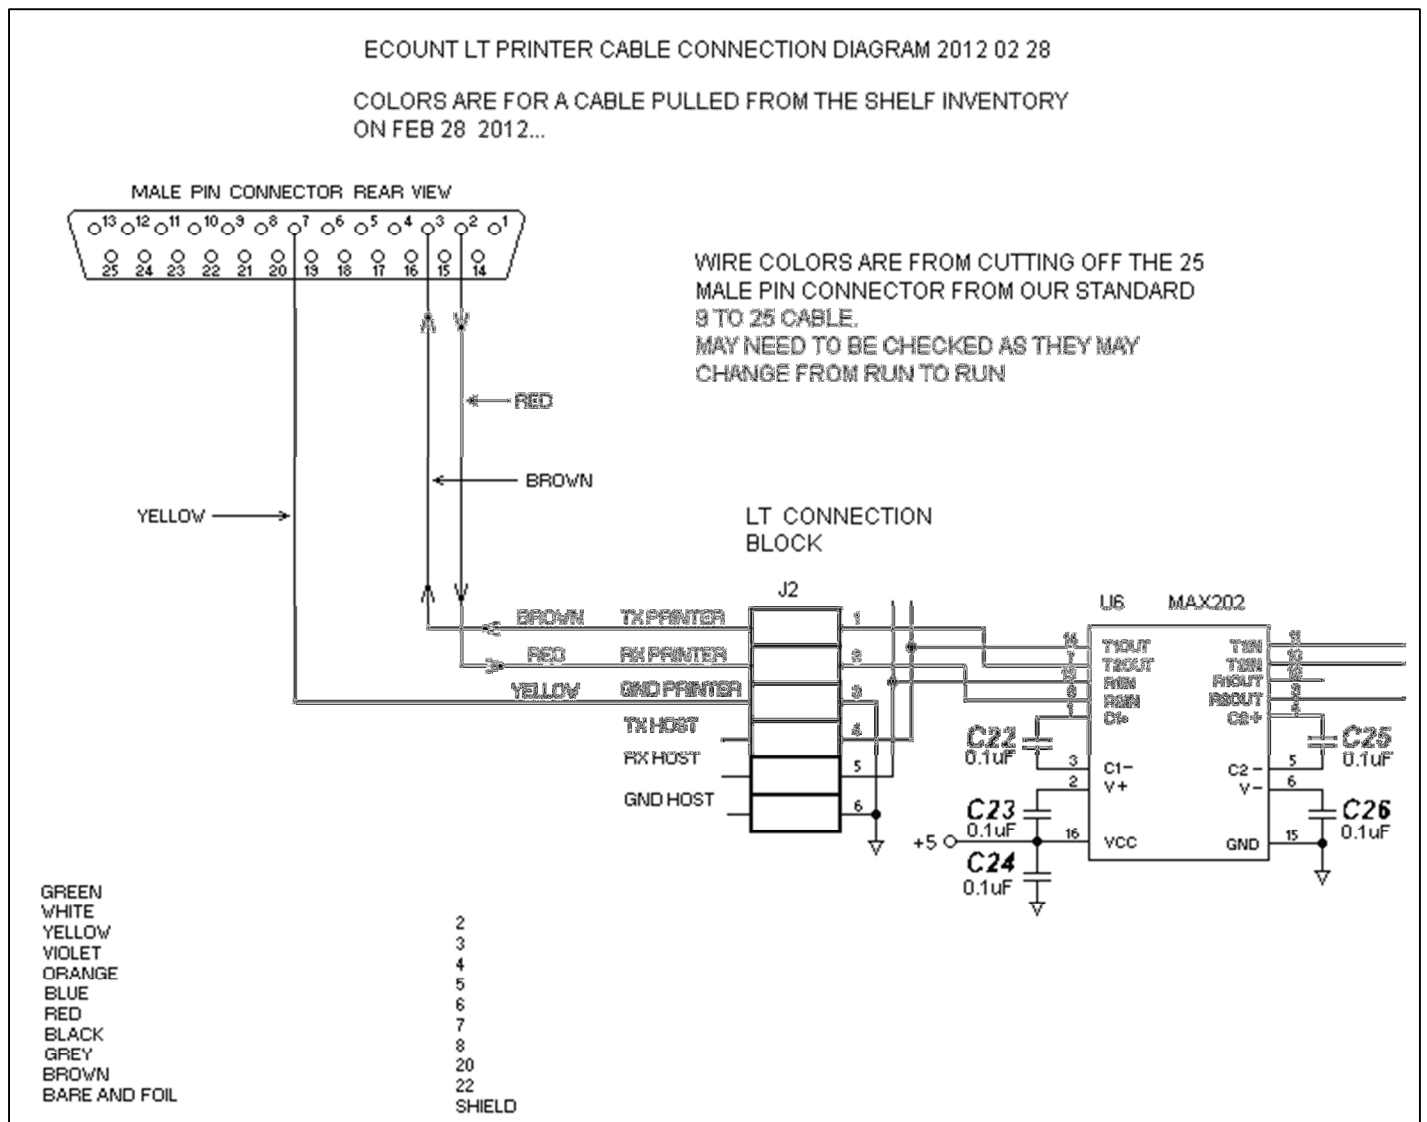 ECOUNT LT PRINTER CABLE CONNECTION DIAGRAM 2012 02 28
COLORS ARE FOR A CABLE PULLED FROM THE SHELF INVENTORY
ON FEB 28 2012...
MALE PIN CONNECTOR REAR VIEW
13 12 11 10 9 8 7 6 5 4 3 2 1
25 24 23 22 21 20 19 18 17 16 15 14
WIRE COLORS ARE FROM CUTTING OFF THE 25
MALE PIN CONNECTOR FROM OUR STANDARD
9 TO 25 CABLE.
MAY NEED TO BE CHECKED AS THEY MAY
CHANGE FROM RUN TO RUN
RED
BROWN
YELLOW
LT CONNECTION
BLOCK
J2
U6 MAX202
BROWN TX PRINTER 1
RED RX PRINTER 2
YELLOW GND PRINTER 3
TX HOST 4
RX HOST 5
GND HOST 6
T1OUT T1IN
T2OUT T2IN
R1IN R1OUT
R2IN R2OUT
C1+ C2+
C22 0.1uF
C25 0.1uF
3 C1- C2- 5
2 V+ V- 6
C23 0.1uF
C26 0.1uF
+5 16 VCC GND 15
C24 0.1uF
GREEN
WHITE
YELLOW
VIOLET
ORANGE
BLUE
RED
BLACK
GREY
BROWN
BARE AND FOIL
2
3
4
5
6
7
8
20
22
SHIELD